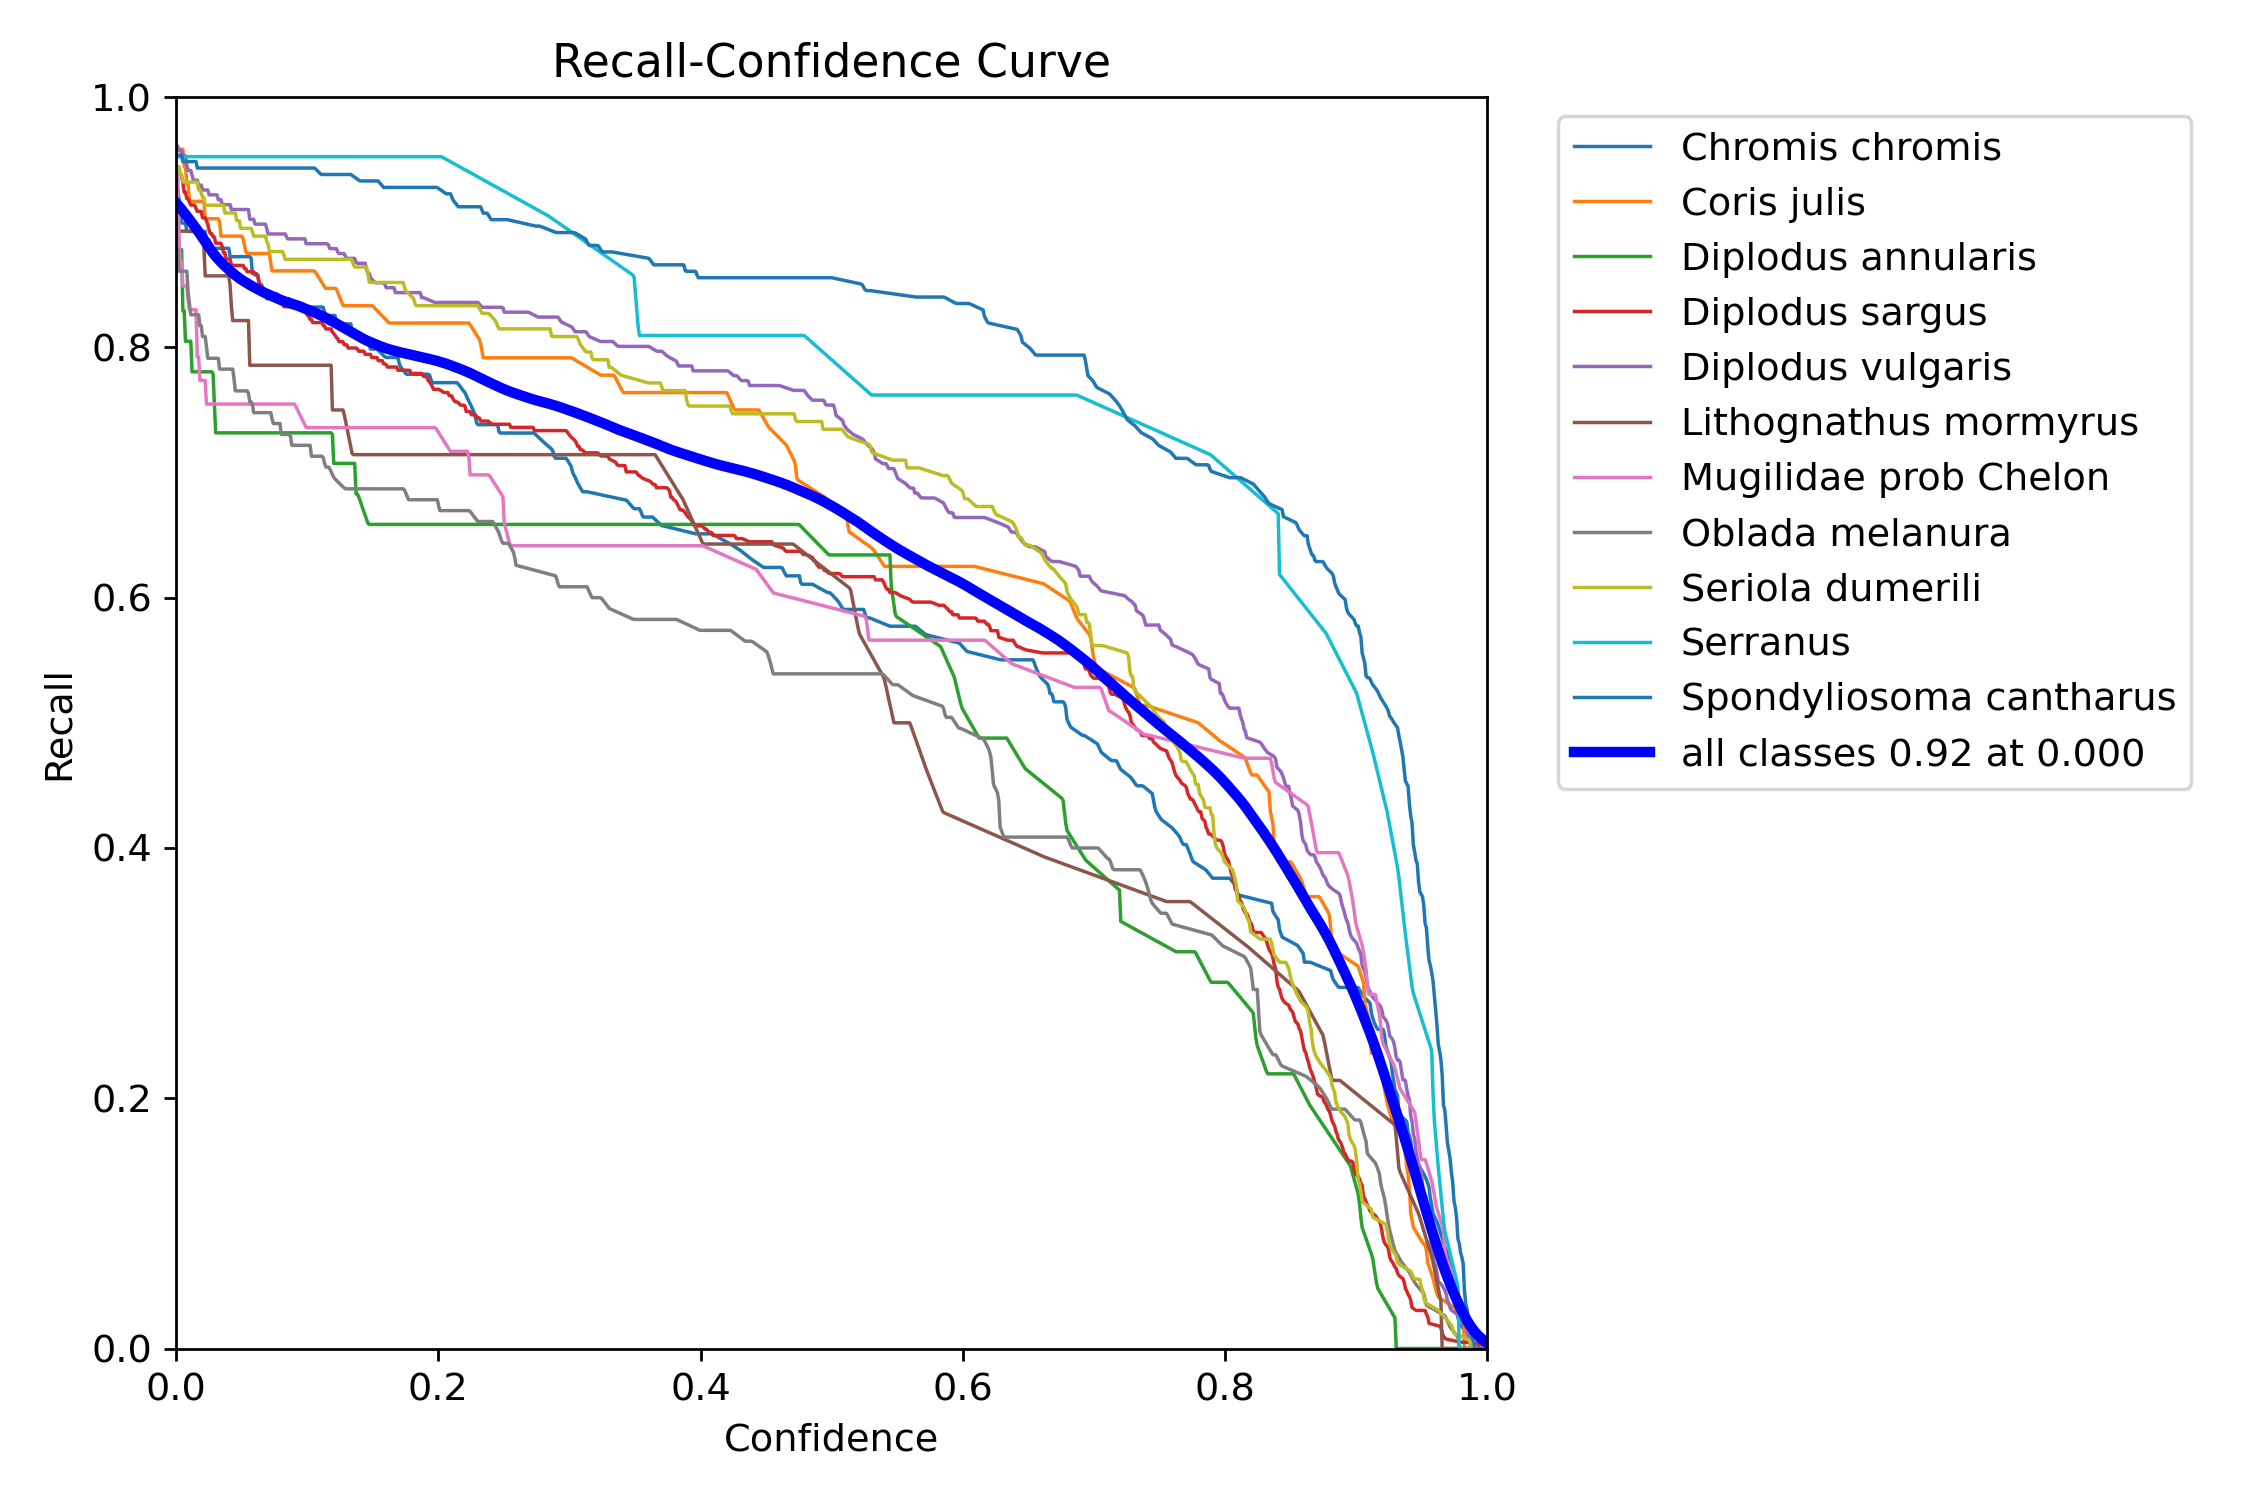 Recall-Confidence Curve
1.0
0.8
0.6
0.4
0.2
0.0
Recall
0.0 0.2 0.4 0.6 0.8 1.0
Confidence
Chromis chromis
Coris julis
Diplodus annularis
Diplodus sargus
Diplodus vulgaris
Lithognathus mormyrus
Mugilidae prob Chelon
Oblada melanura
Seriola dumerili
Serranus
Spondyliosoma cantharus
all classes 0.92 at 0.000